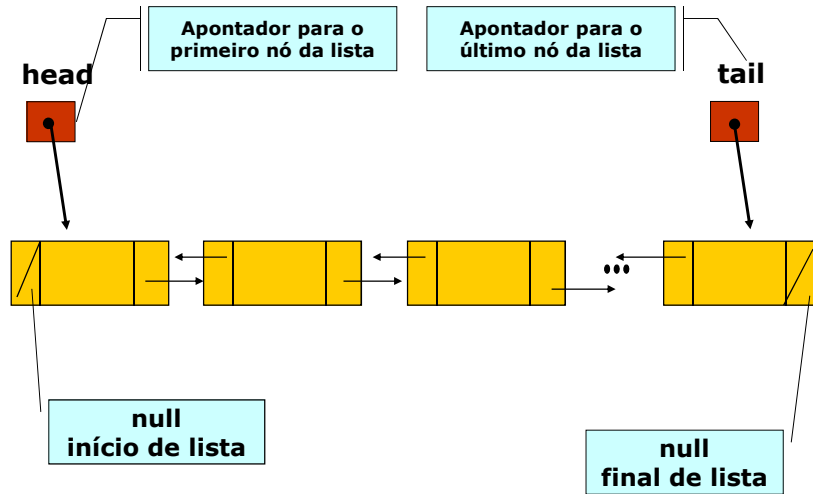 Apontador para o
primeiro nó da lista
Apontador para o
último nó da lista
head
tail
null
início de lista
null
final de lista